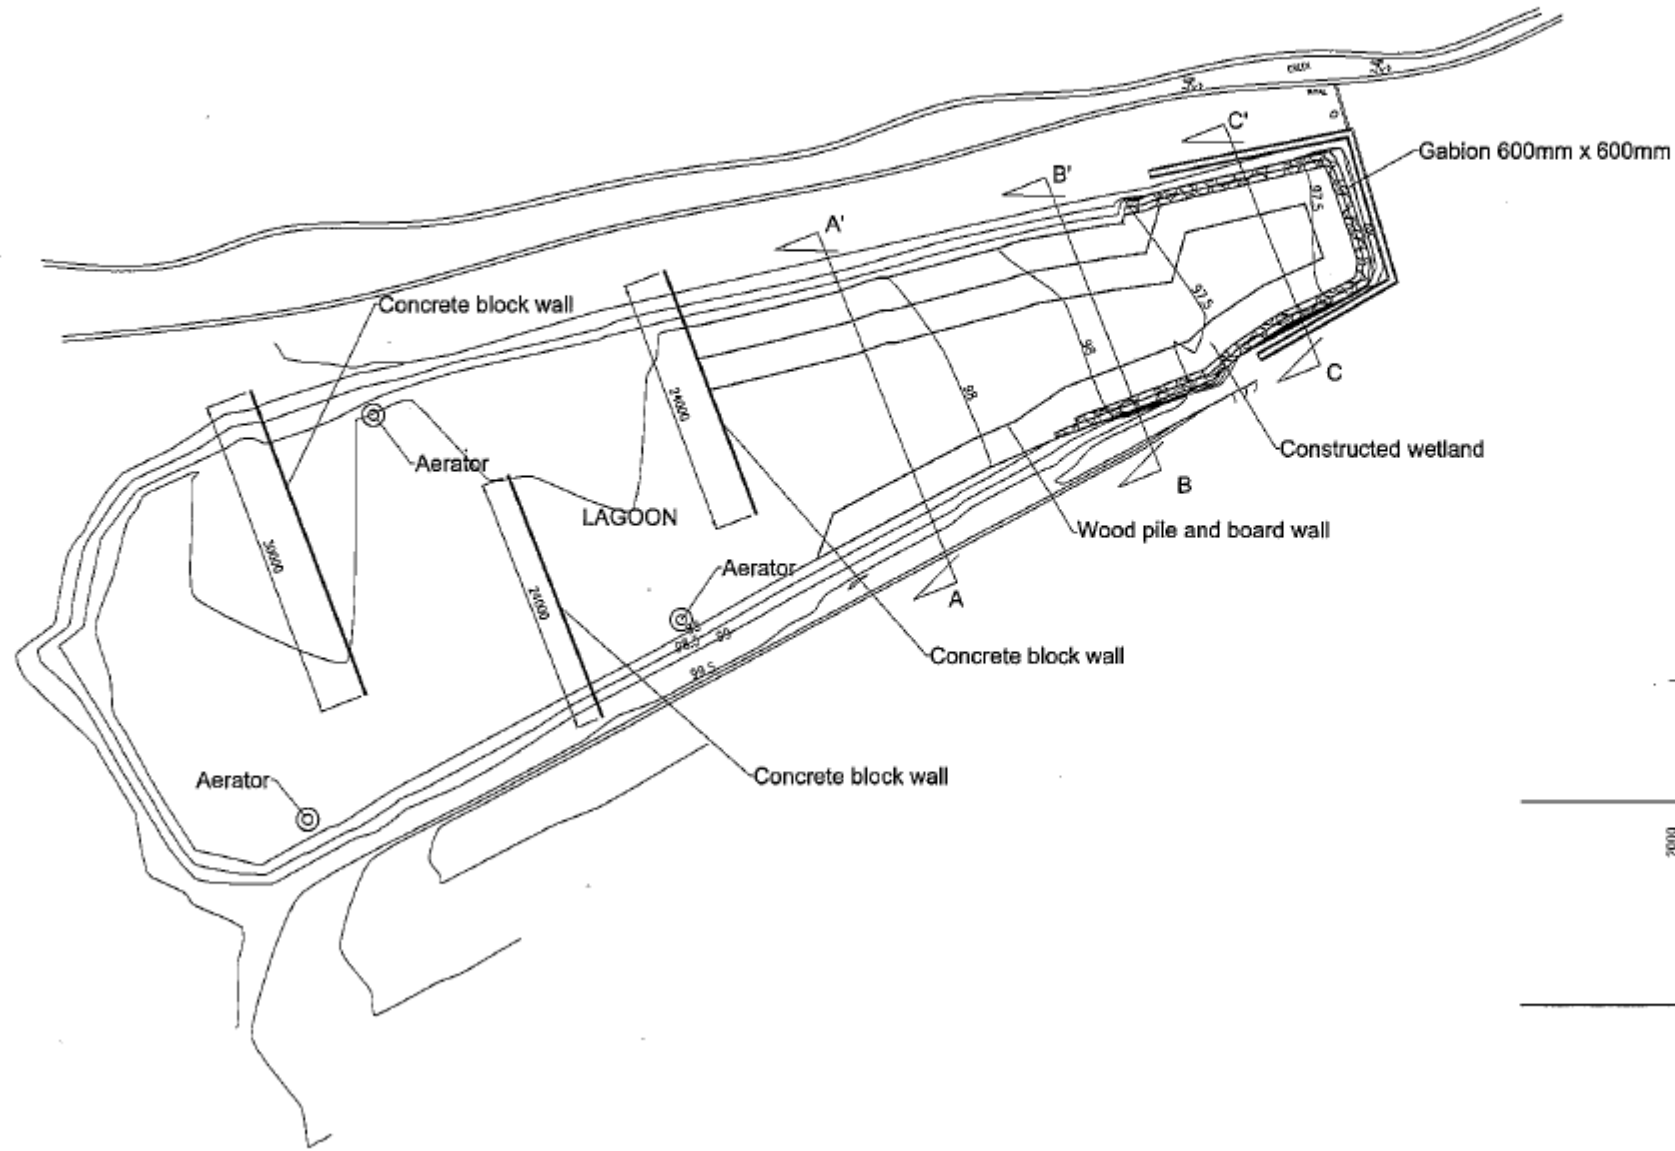 C'
Gabion 600mm x 600mm
B'
97.5
A'
97.5
Concrete block wall
98
98
24000
C
Aerator
Constructed wetland
B
LAGOON
Wood pile and board wall
30000
Aerator
24000
A
99
98.5
Concrete block wall
99.5
Concrete block wall
Aerator
2000